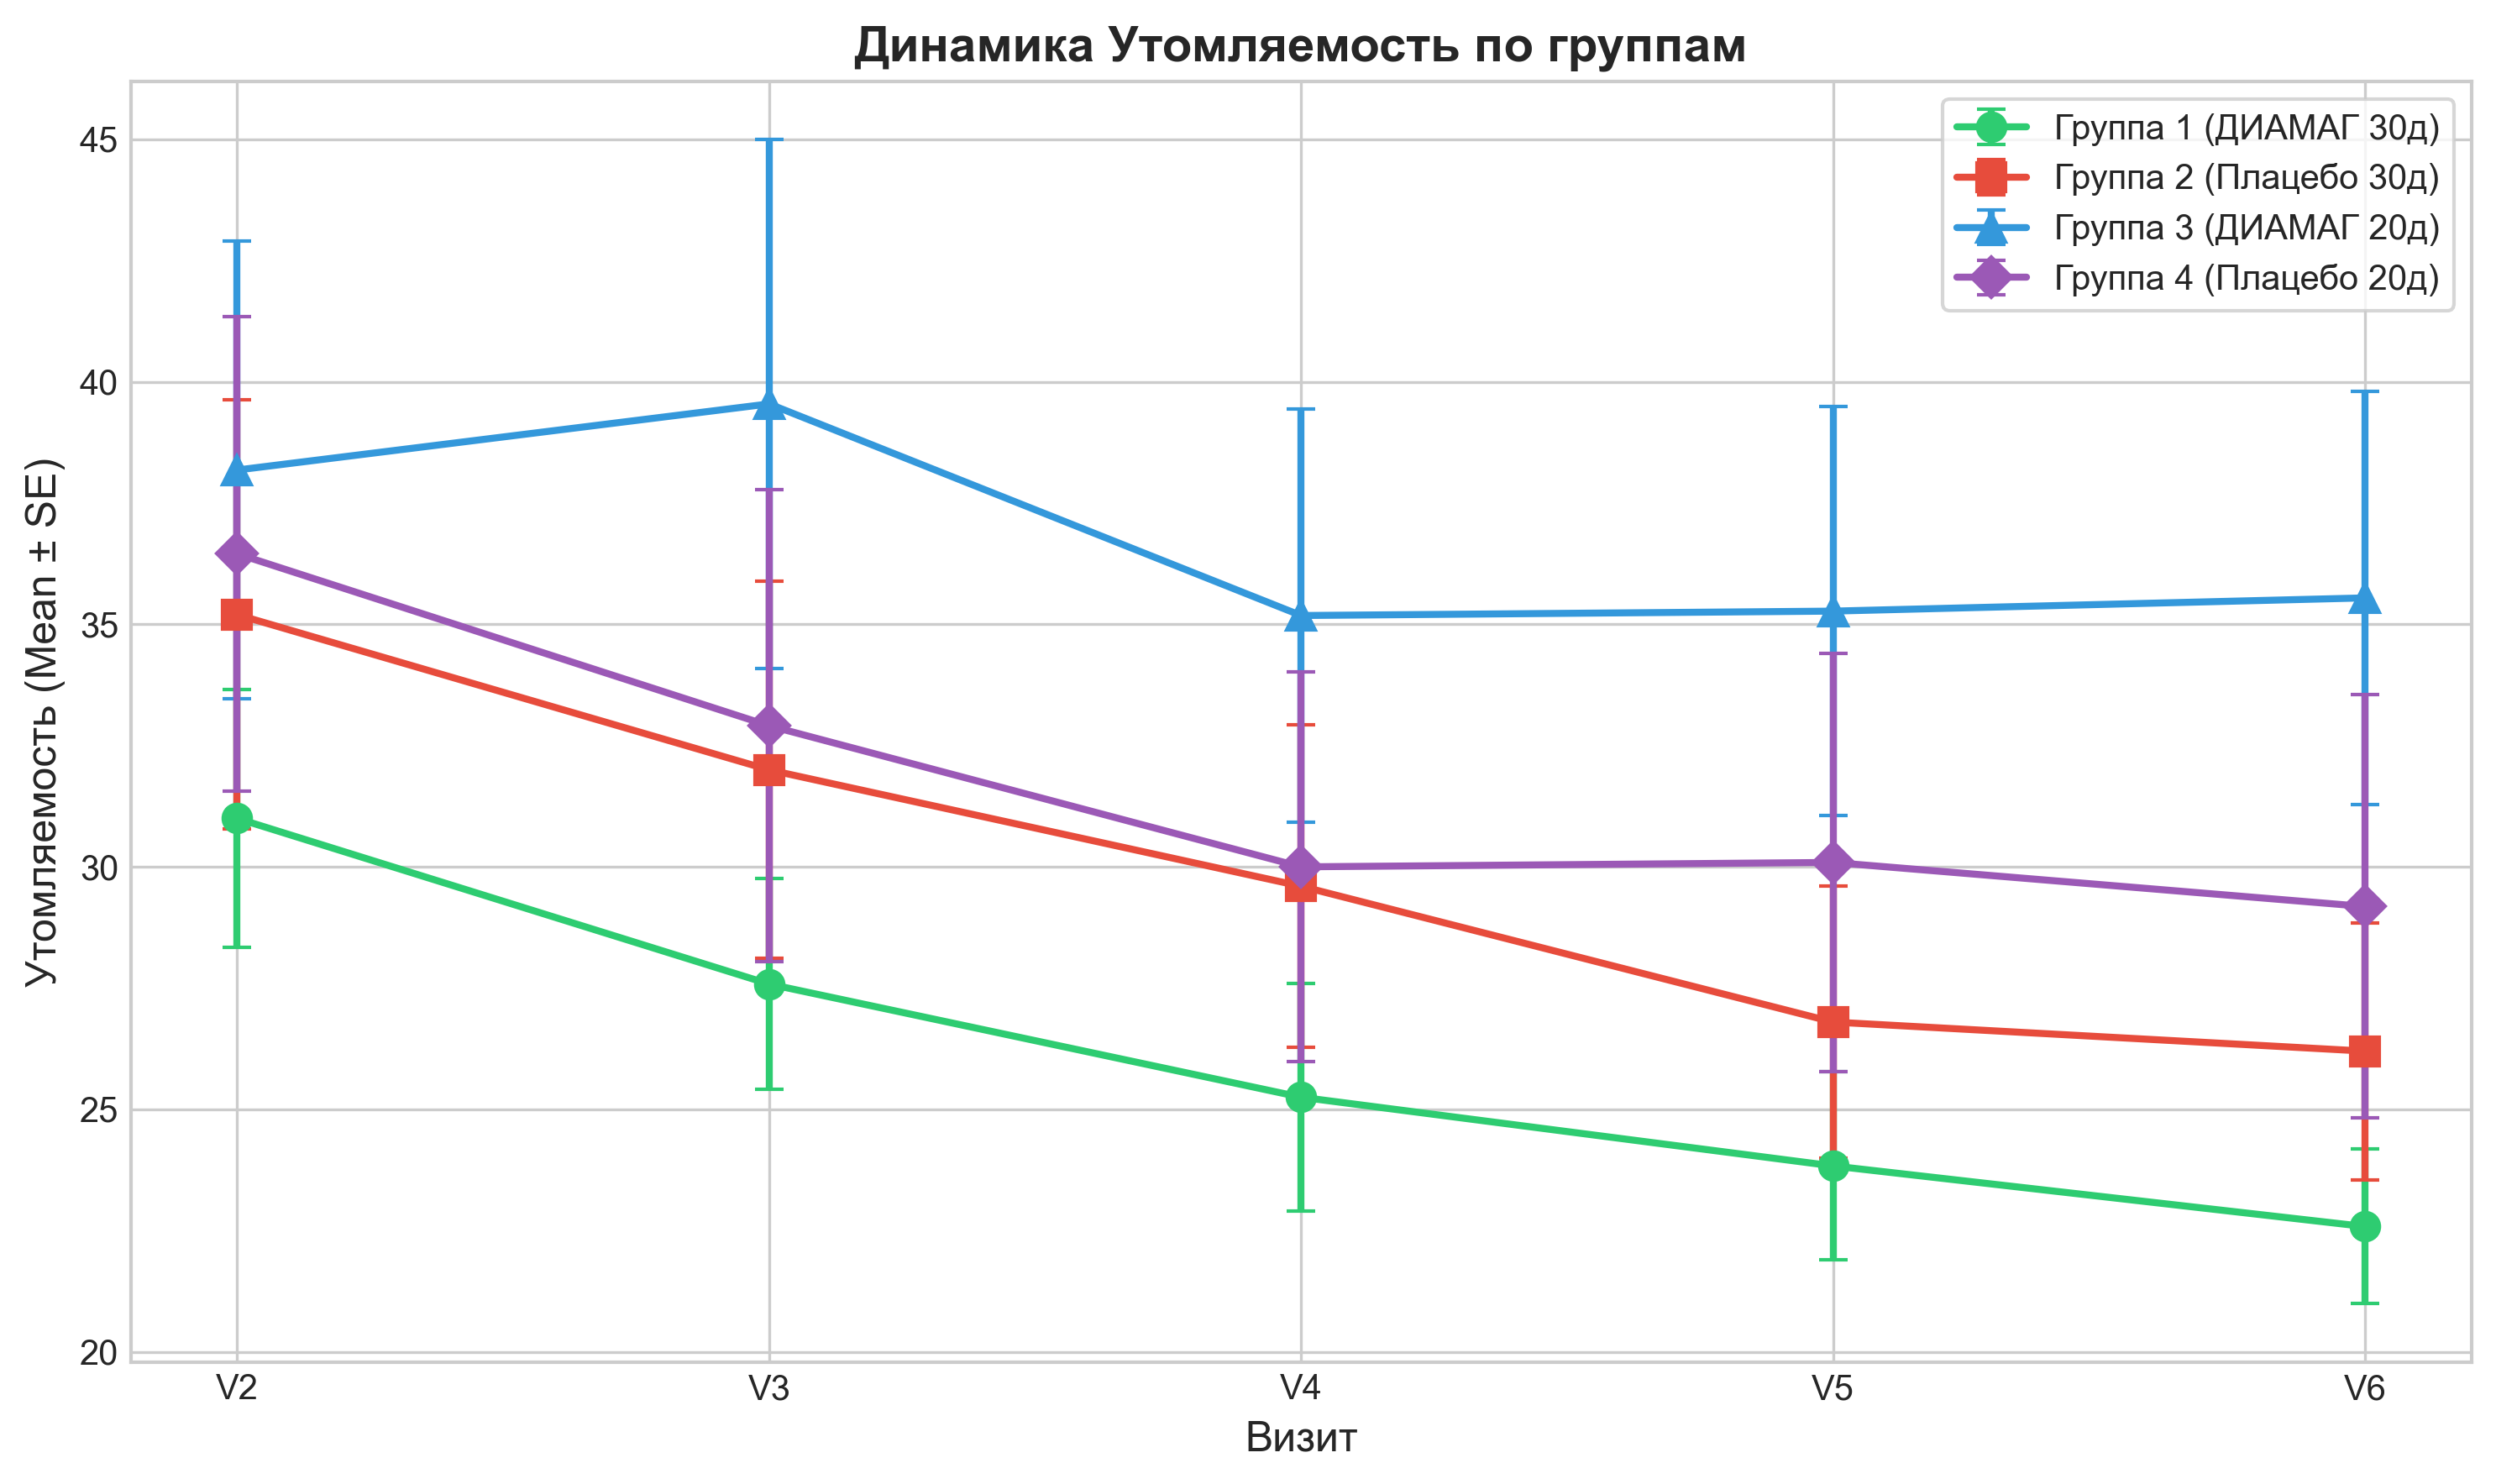 Динамика Утомляемость по группам
Группа 1 (ДИАМАГ 30д)
Группа 2 (Плацебо 30д)
Группа 3 (ДИАМАГ 20д)
Группа 4 (Плацебо 20д)
Утомляемость (Mean ± SE)
45
40
35
30
25
20
V2 V3 V4 V5 V6
Визит